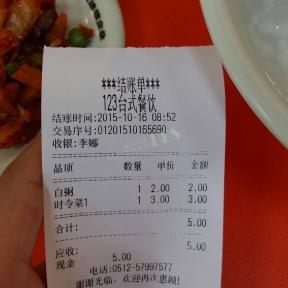 ***结账单***
123台式餐饮
结账时间:2015-10-16 08:52
交易序号:01201510165690
收银:李娜
品项 数量 单价 金额
白粥 1 2.00 2.00
时令菜1 1 3.00 3.00
合计: 5.00
应收: 5.00
现金 5.00
电话:0512-57997577
谢谢光临，欢迎再次惠顾!